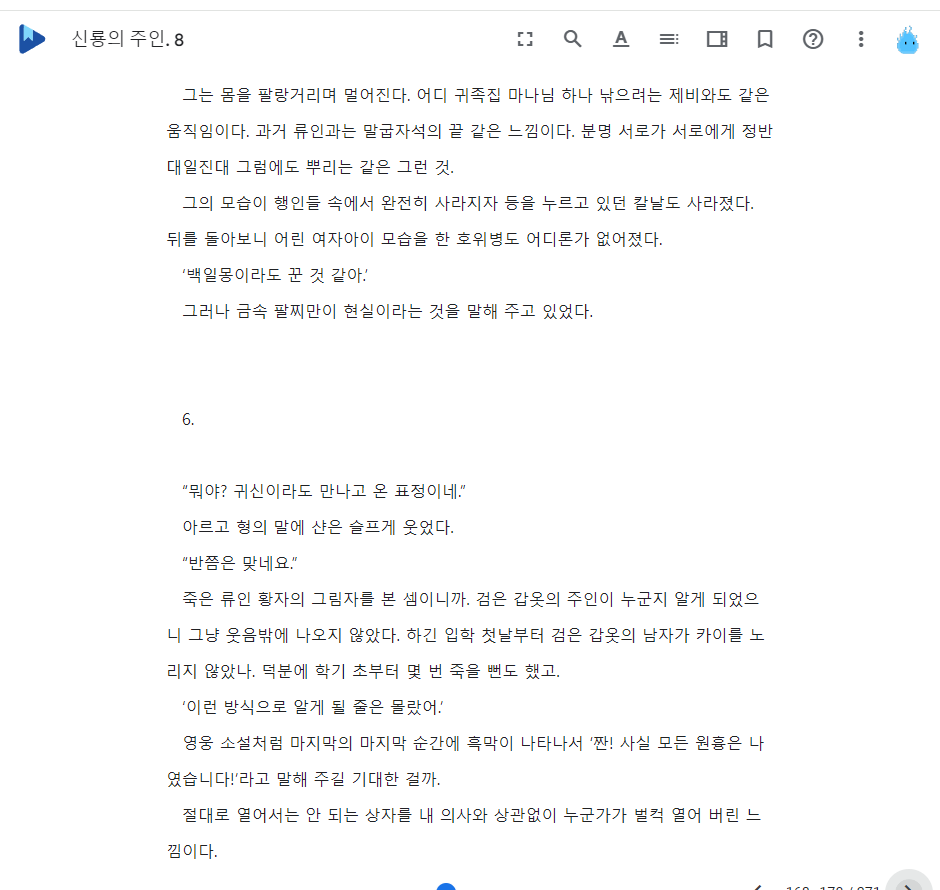 신룡의 주인. 8
그는 몸을 팔랑거리며 멀어진다. 어디 귀족집 마나님 하나 낚으려는 제비와도 같은
움직임이다. 과거 류인과는 말굽자석의 끝 같은 느낌이다. 분명 서로가 서로에게 정반
대일진대 그럼에도 뿌리는 같은 그런 것.
그의 모습이 행인들 속에서 완전히 사라지자 등을 누르고 있던 칼날도 사라졌다.
뒤를 돌아보니 어린 여자아이 모습을 한 호위병도 어디론가 없어졌다.
‘백일몽이라도 꾼 것 같아.’
그러나 금속 팔찌만이 현실이라는 것을 말해 주고 있었다.
6.
“뭐야? 귀신이라도 만나고 온 표정이네.”
아르고 형의 말에 샨은 슬프게 웃었다.
“반쯤은 맞네요.”
죽은 류인 황자의 그림자를 본 셈이니까. 검은 갑옷의 주인이 누군지 알게 되었으
니 그냥 웃음밖에 나오지 않았다. 하긴 입학 첫날부터 검은 갑옷의 남자가 카이를 노
리지 않았나. 덕분에 학기 초부터 몇 번 죽을 뻔도 했고.
‘이런 방식으로 알게 될 줄은 몰랐어.’
영웅 소설처럼 마지막의 마지막 순간에 흑막이 나타나서 ‘짠! 사실 모든 원흉은 나
였습니다!’라고 말해 주길 기대한 걸까.
절대로 열어서는 안 되는 상자를 내 의사와 상관없이 누군가가 벌컥 열어 버린 느
낌이다.